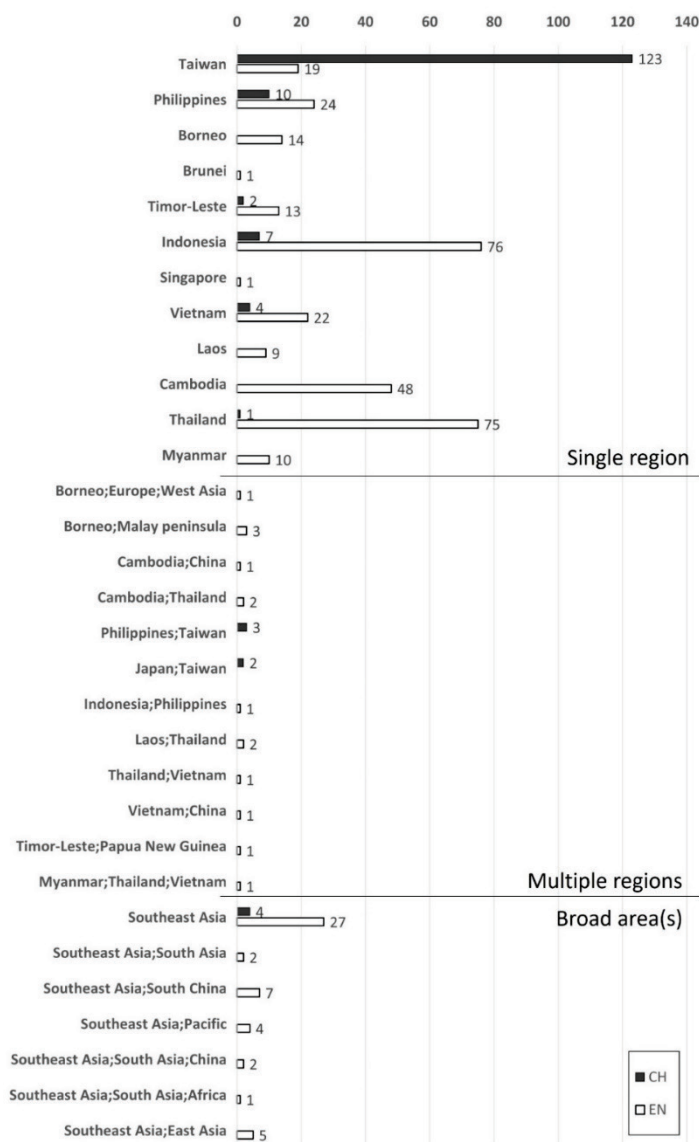 0 20 40 60 80 100 120 140
Taiwan 123
19
Philippines 10
24
Borneo 14
Brunei 1
Timor-Leste 2
13
Indonesia 7
76
Singapore 1
Vietnam 4
22
Laos 9
Cambodia 48
Thailand 1
75
Myanmar 10
Single region
Borneo;Europe;West Asia 1
Borneo;Malay peninsula 3
Cambodia;China 1
Cambodia;Thailand 2
Philippines;Taiwan 3
Japan;Taiwan 2
Indonesia;Philippines 1
Laos;Thailand 2
Thailand;Vietnam 1
Vietnam;China 1
Timor-Leste;Papua New Guinea 1
Myanmar;Thailand;Vietnam 1
Multiple regions
Southeast Asia 4
27
Broad area(s)
Southeast Asia;South Asia 2
Southeast Asia;South China 7
Southeast Asia;Pacific 4
Southeast Asia;South Asia;China 2
Southeast Asia;South Asia;Africa 1
Southeast Asia;East Asia 5
CH
EN